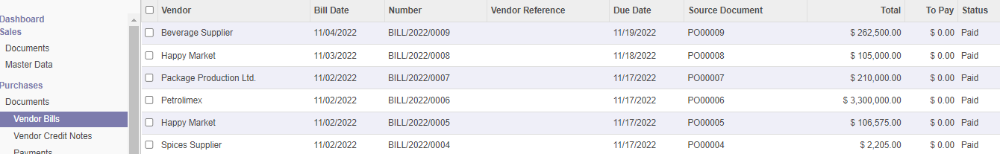 Dashboard
Sales
Documents
Master Data
Purchases
Documents
Vendor Bills
Vendor Credit Notes
Payments
Vendor Bill Date Number Vendor Reference Due Date Source Document Total To Pay Status
Beverage Supplier 11/04/2022 BILL/2022/0009 11/19/2022 PO00009 $ 262,500.00 $ 0.00 Paid
Happy Market 11/03/2022 BILL/2022/0008 11/18/2022 PO00008 $ 105,000.00 $ 0.00 Paid
Package Production Ltd. 11/02/2022 BILL/2022/0007 11/17/2022 PO00007 $ 210,000.00 $ 0.00 Paid
Petrolimex 11/02/2022 BILL/2022/0006 11/17/2022 PO00006 $ 3,300,000.00 $ 0.00 Paid
Happy Market 11/02/2022 BILL/2022/0005 11/17/2022 PO00005 $ 106,575.00 $ 0.00 Paid
Spices Supplier 11/02/2022 BILL/2022/0004 11/17/2022 PO00004 $ 2,205.00 $ 0.00 Paid